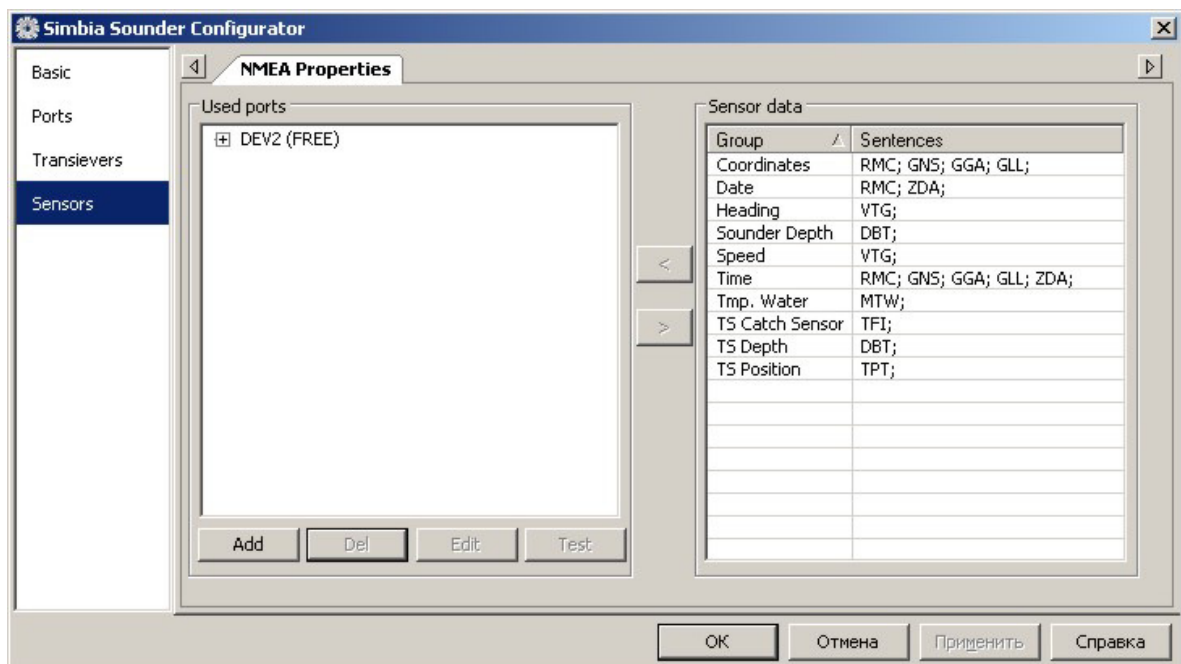 Simbia Sounder Configurator
Basic
Ports
Transievers
Sensors
NMEA Properties
Used ports
DEV2 (FREE)
Add Del Edit Test
<
>
Sensor data
Group Sentences
Coordinates RMC; GNS; GGA; GLL;
Date RMC; ZDA;
Heading VTG;
Sounder Depth DBT;
Speed VTG;
Time RMC; GNS; GGA; GLL; ZDA;
Tmp. Water MTW;
TS Catch Sensor TFI;
TS Depth DBT;
TS Position TPT;
OK Отмена Применить Справка